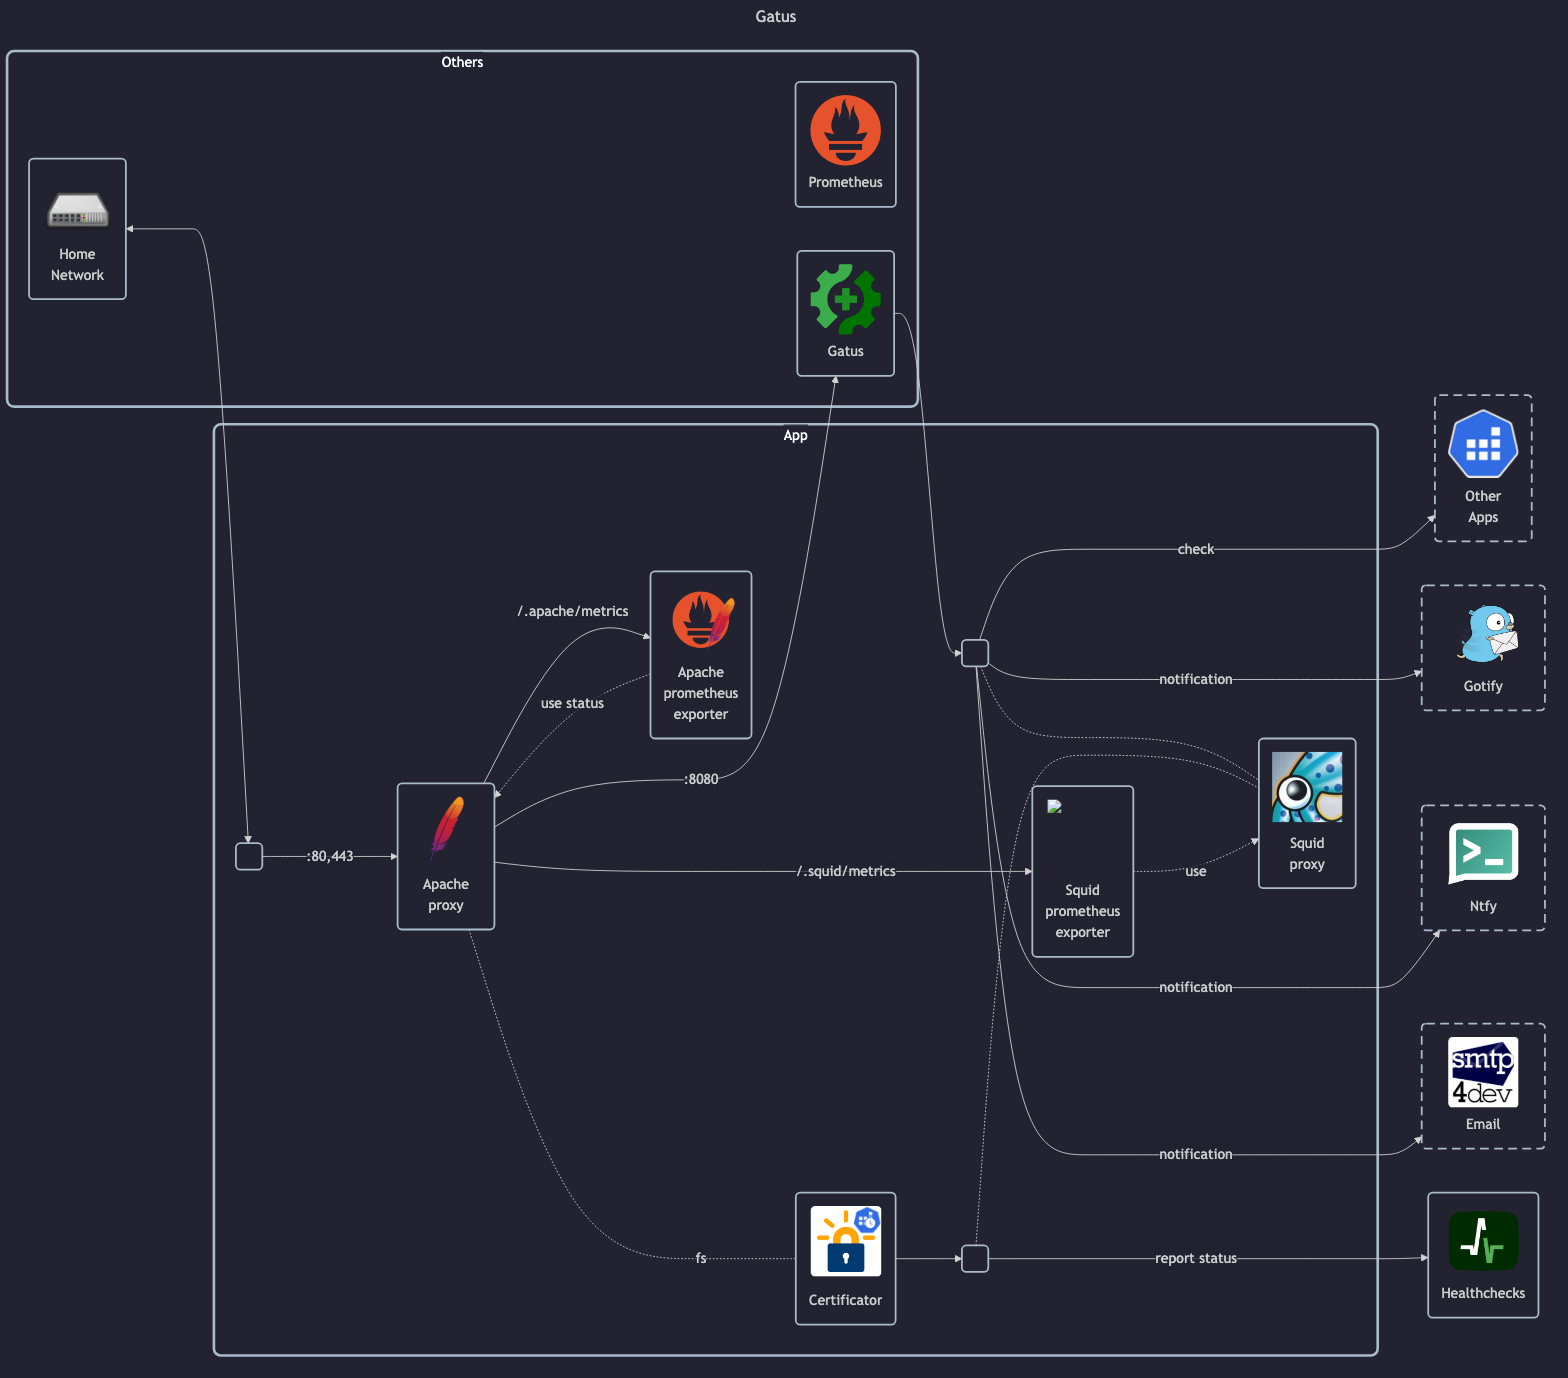 Gatus
Others
Prometheus
Home
Network
Gatus
App
Other
Apps
check
/.apache/metrics
Apache
prometheus
exporter
notification
Gotify
use status
:8080
Squid
proxy
:80,443
Apache
proxy
/.squid/metrics
use
Squid
prometheus
exporter
>_
Ntfy
notification
smtp
4dev
Email
notification
fs
report status
Certificator
Healthchecks